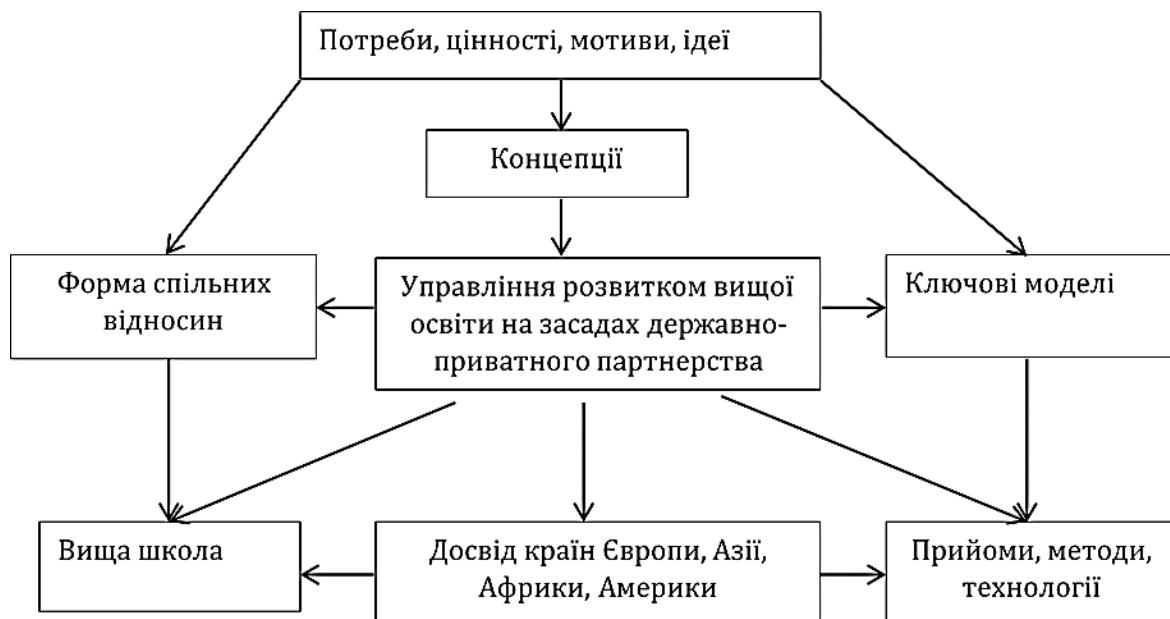 Потреби, цінності, мотиви, ідеї
Концепції
Форма спільних
відносин
Управління розвитком вищої
освіти на засадах державно-
приватного партнерства
Ключові моделі
Вища школа
Досвід країн Європи, Азії,
Африки, Америки
Прийоми, методи,
технології